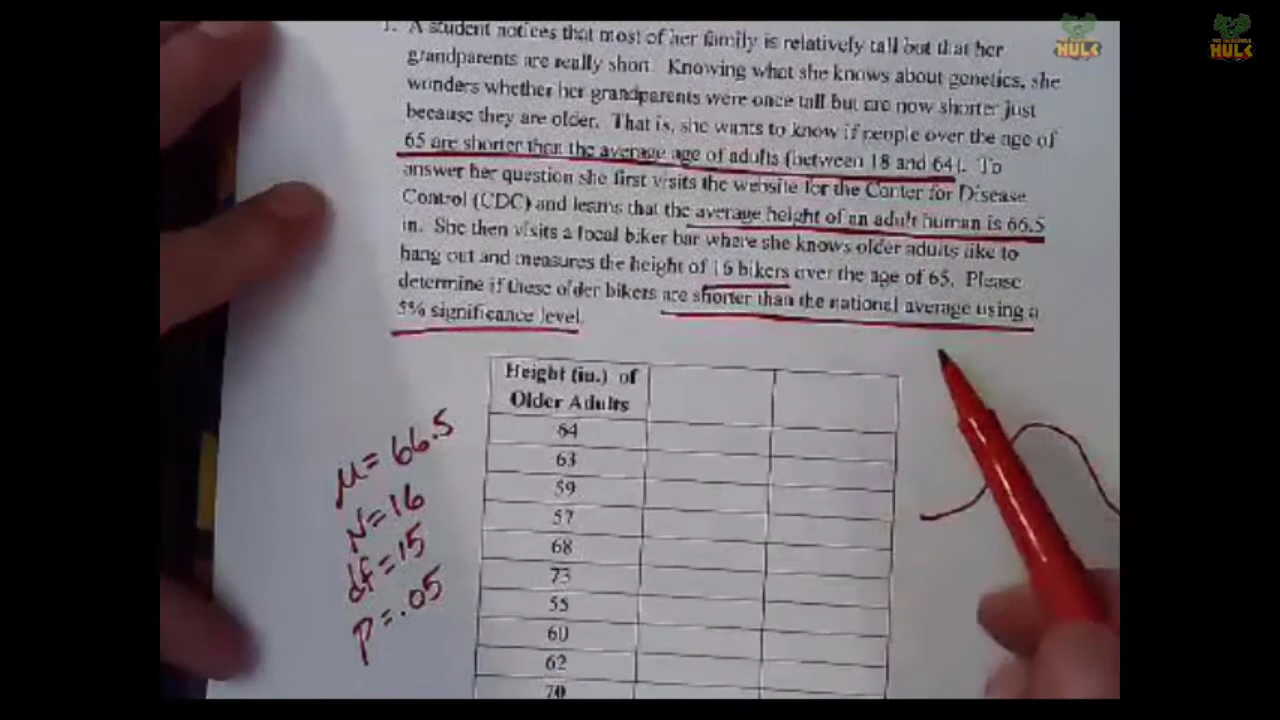 HULK
HULK
1. A student notices that most of her family is relatively tall but that her
grandparents are really short. Knowing what she knows about genetics, she
wonders whether her grandparents were once tall but are now shorter just
because they are older. That is, she wants to know if people over the age of
65 are shorter than the average age of adults (between 18 and 64). To
answer her question she first visits the website for the Center for Disease
Control (CDC) and learns that the average height of an adult human is 66.5
in. She then visits a local biker bar where she knows older adults like to
hang out and measures the height of 16 bikers over the age of 65. Please
determine if these older bikers are shorter than the national average using a
5% significance level.
Height (in.) of
Older Adults
64
63
59
57
68
73
55
60
62
70
μ = 66.5
N = 16
df = 15
p = .05